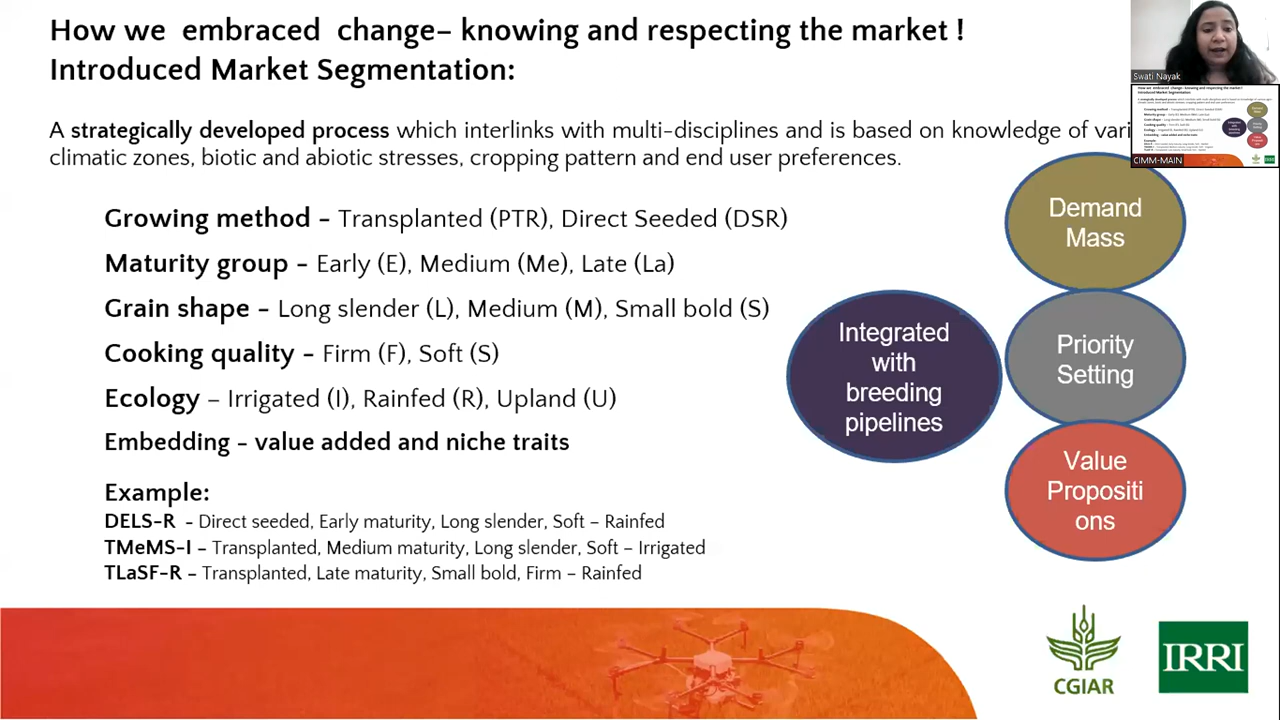 How we embraced change– knowing and respecting the market !
Introduced Market Segmentation:
A strategically developed process which interlinks with multi-disciplines and is based on knowledge of
climatic zones, biotic and abiotic stresses, cropping pattern and end user preferences.
Growing method – Transplanted (PTR), Direct Seeded (DSR)
Maturity group – Early (E), Medium (Me), Late (La)
Grain shape – Long slender (L), Medium (M), Small bold (S)
Cooking quality – Firm (F), Soft (S)
Ecology – Irrigated (I), Rainfed (R), Upland (U)
Embedding – value added and niche traits
Example:
DELS-R - Direct seeded, Early maturity, Long slender, Soft – Rainfed
TMeMS-I – Transplanted, Medium maturity, Long slender, Soft – Irrigated
TLaSF-R – Transplanted, Late maturity, Small bold, Firm – Rainfed
Integrated
with
breeding
pipelines
Demand
Mass
Priority
Setting
Value
Propositi
ons
Swati Nayak
CIMM-MAIN
CGIAR
IRRI